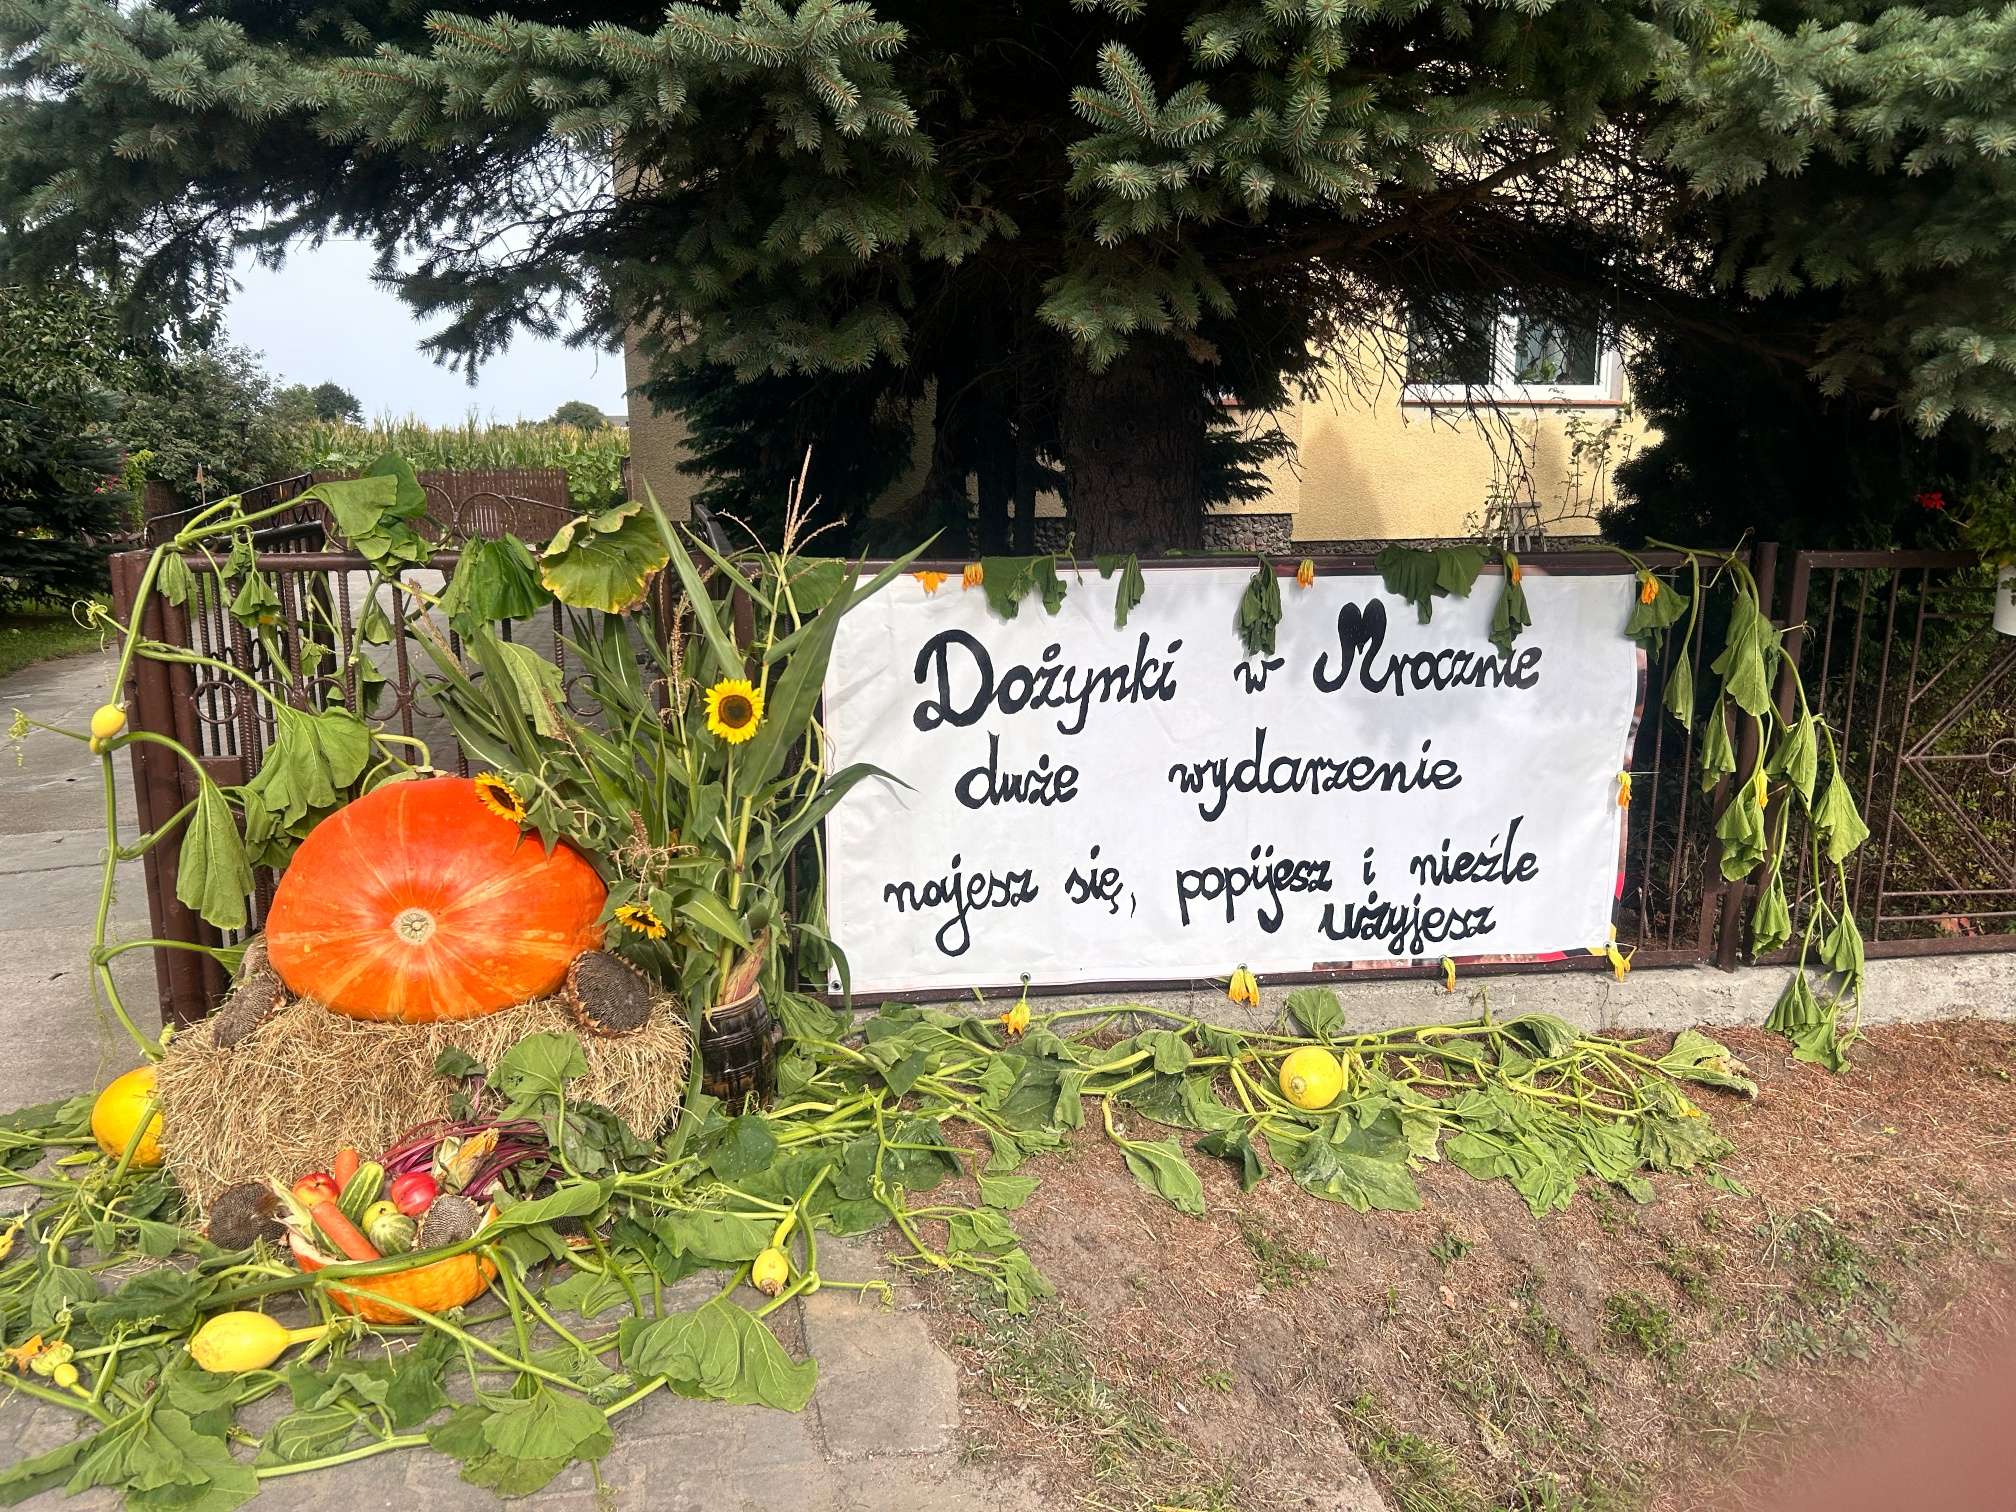 Dożynki w Mrocznie
duże wydarzenie
najesz się, popijesz i nieźle
użyjesz